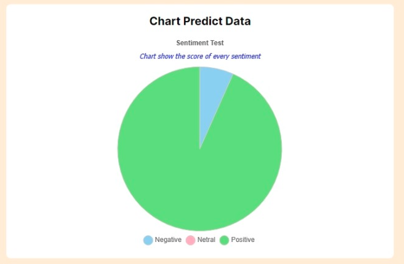 Chart Predict Data
Sentiment Test
Chart show the score of every sentiment
Negative Netral Positive